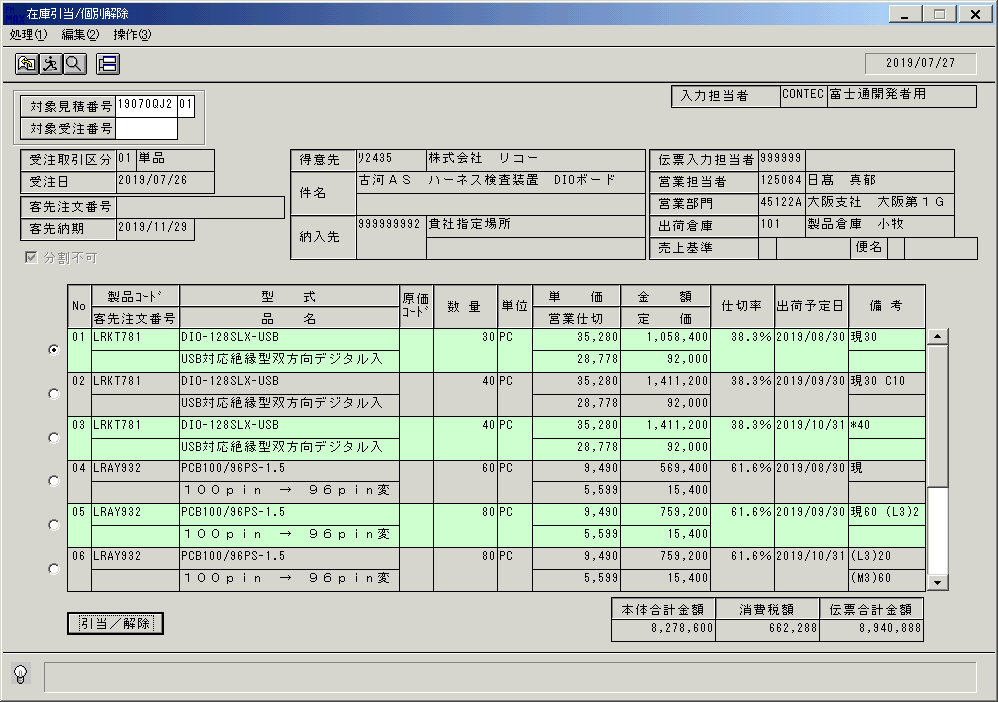 在庫引当/個別解除
処理(1) 編集(2) 操作(3)
2019/07/27
対象見積番号 19070QJ2 01
対象受注番号
入力担当者 CONTEC 富士通開発者用
受注取引区分 01 単品
受注日 2019/07/26
客先注文番号
客先納期 2019/11/29
分割不可
得意先 ﾘ2435 株式会社 リコー
件名 古河AS ハーネス検査装置 DIOボード
納入先 999999992 貴社指定場所
伝票入力担当者 999999
営業担当者 125084 日髙 真郁
営業部門 45122A 大阪支社 大阪第1G
出荷倉庫 101 製品倉庫 小牧
売上基準 便名
No 製品ｺｰﾄﾞ 型 式 原価ｺｰﾄﾞ 数 量 単位 単 価 金 額 仕切率 出荷予定日 備 考
客先注文番号 品 名 営業仕切 定 価
01 LRKT781 DIO-128SLX-USB 30 PC 35,280 1,058,400 38.3% 2019/08/30 現30
USB対応絶縁型双方向デジタル入 28,778 92,000
02 LRKT781 DIO-128SLX-USB 40 PC 35,280 1,411,200 38.3% 2019/09/30 現30 C10
USB対応絶縁型双方向デジタル入 28,778 92,000
03 LRKT781 DIO-128SLX-USB 40 PC 35,280 1,411,200 38.3% 2019/10/31 *40
USB対応絶縁型双方向デジタル入 28,778 92,000
04 LRAY932 PCB100/96PS-1.5 60 PC 9,490 569,400 61.6% 2019/08/30 現
100pin → 96pin変 5,599 15,400
05 LRAY932 PCB100/96PS-1.5 80 PC 9,490 759,200 61.6% 2019/09/30 現60 (L3)2
100pin → 96pin変 5,599 15,400
06 LRAY932 PCB100/96PS-1.5 80 PC 9,490 759,200 61.6% 2019/10/31 (L3)20
100pin → 96pin変 5,599 15,400 (M3)60
引当/解除
本体合計金額 消費税額 伝票合計金額
8,278,600 662,288 8,940,888